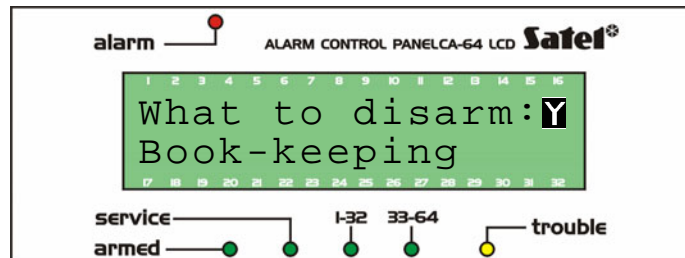 alarm ALARM CONTROL PANELCA-64 LCD Satel®
1 2 3 4 5 6 7 8 9 10 11 12 13 14 15 16
What to disarm:Y
Book-keeping
17 18 19 20 21 22 23 24 25 26 27 28 29 30 31 32
service 1-32 33-64 trouble
armed